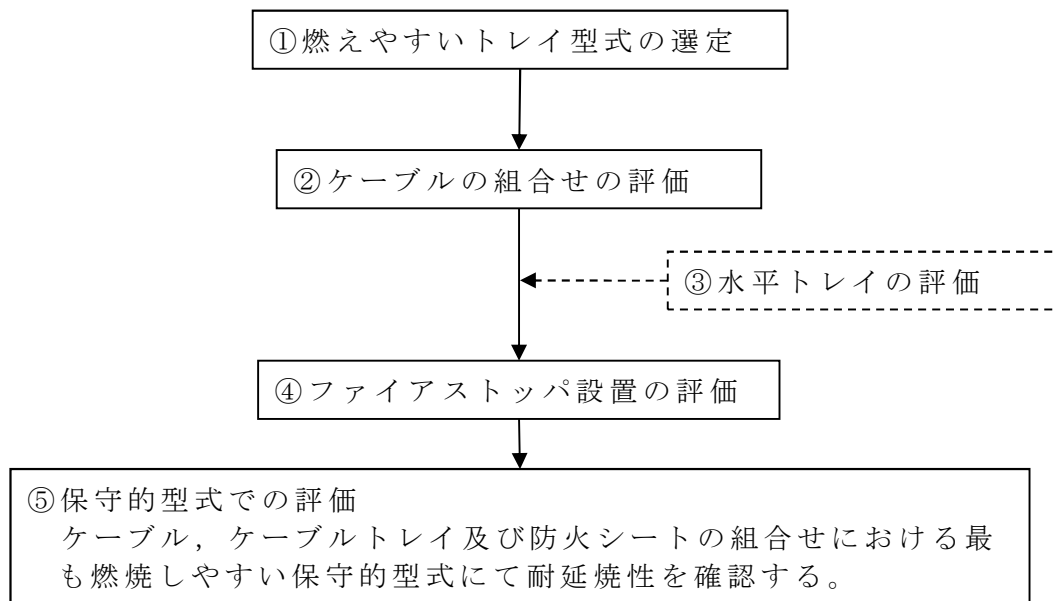 ①燃えやすいトレイ型式の選定
②ケーブルの組合せの評価
③水平トレイの評価
④ファイアストッパ設置の評価
⑤保守的型式での評価
ケーブル，ケーブルトレイ及び防火シートの組合せにおける最
も燃焼しやすい保守的型式にて耐延焼性を確認する。